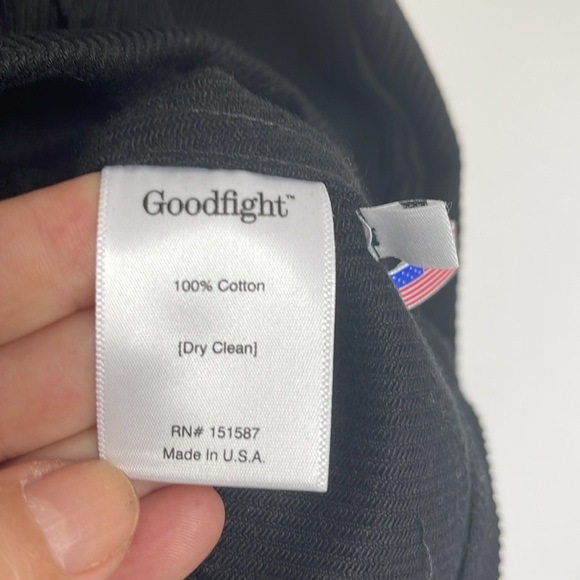 Goodfight™
100% Cotton
[Dry Clean]
RN# 151587
Made In U.S.A.